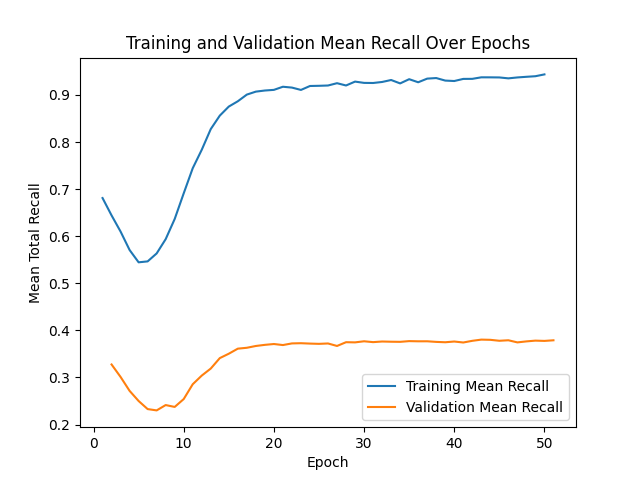 Training and Validation Mean Recall Over Epochs
Mean Total Recall
0.9
0.8
0.7
0.6
0.5
0.4
0.3
0.2
0
10
20
30
40
50
Epoch
Training Mean Recall
Validation Mean Recall